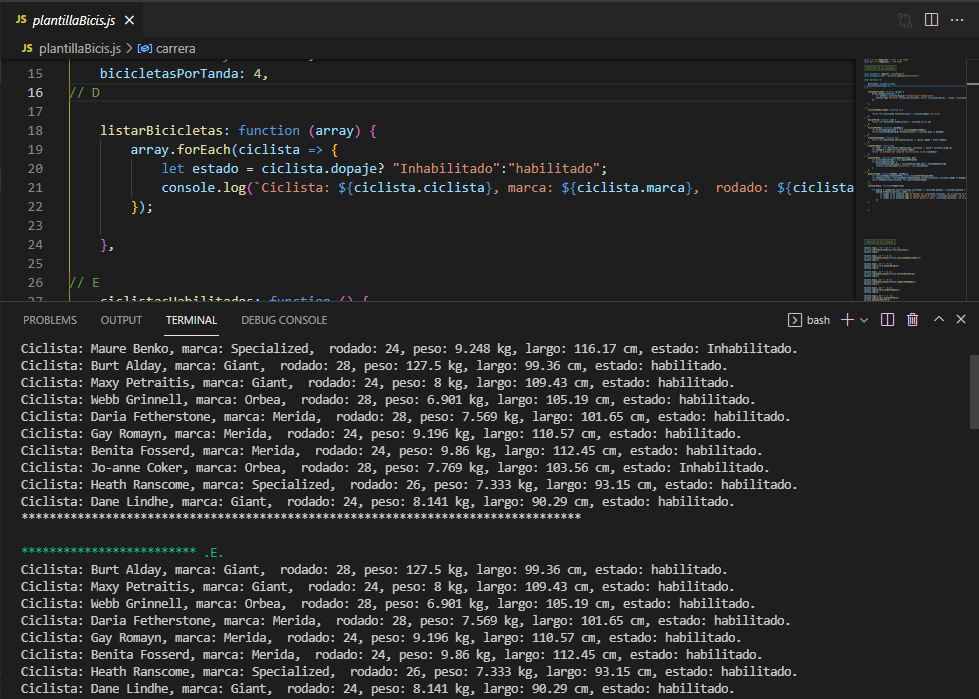 JS plantillaBicis.js
JS plantillaBicis.js > carrera
15 bicicletasPorTanda: 4,
16 // D
17
18 listarBicicletas: function (array) {
19 array.forEach(ciclista => {
20 let estado = ciclista.dopaje? "Inhabilitado":"habilitado";
21 console.log(`Ciclista: ${ciclista.ciclista}, marca: ${ciclista.marca},  rodado: ${ciclista
22 });
23
24 },
25
26 // E
27 ciclistasHabilitados: function () {
PROBLEMS OUTPUT TERMINAL DEBUG CONSOLE bash
Ciclista: Maure Benko, marca: Specialized,  rodado: 24, peso: 9.248 kg, largo: 116.17 cm, estado: Inhabilitado.
Ciclista: Burt Alday, marca: Giant,  rodado: 28, peso: 127.5 kg, largo: 99.36 cm, estado: habilitado.
Ciclista: Maxy Petraitis, marca: Giant,  rodado: 24, peso: 8 kg, largo: 109.43 cm, estado: habilitado.
Ciclista: Webb Grinnell, marca: Orbea,  rodado: 28, peso: 6.901 kg, largo: 105.19 cm, estado: habilitado.
Ciclista: Daria Fetherstone, marca: Merida,  rodado: 28, peso: 7.569 kg, largo: 101.65 cm, estado: habilitado.
Ciclista: Gay Romayn, marca: Merida,  rodado: 24, peso: 9.196 kg, largo: 110.57 cm, estado: habilitado.
Ciclista: Benita Fosserd, marca: Merida,  rodado: 24, peso: 9.86 kg, largo: 112.45 cm, estado: habilitado.
Ciclista: Jo-anne Coker, marca: Orbea,  rodado: 28, peso: 7.769 kg, largo: 103.56 cm, estado: Inhabilitado.
Ciclista: Heath Ranscome, marca: Specialized,  rodado: 26, peso: 7.333 kg, largo: 93.15 cm, estado: habilitado.
Ciclista: Dane Lindhe, marca: Giant,  rodado: 24, peso: 8.141 kg, largo: 90.29 cm, estado: habilitado.
********************************************************************************
************************* .E.
Ciclista: Burt Alday, marca: Giant,  rodado: 28, peso: 127.5 kg, largo: 99.36 cm, estado: habilitado.
Ciclista: Maxy Petraitis, marca: Giant,  rodado: 24, peso: 8 kg, largo: 109.43 cm, estado: habilitado.
Ciclista: Webb Grinnell, marca: Orbea,  rodado: 28, peso: 6.901 kg, largo: 105.19 cm, estado: habilitado.
Ciclista: Daria Fetherstone, marca: Merida,  rodado: 28, peso: 7.569 kg, largo: 101.65 cm, estado: habilitado.
Ciclista: Gay Romayn, marca: Merida,  rodado: 24, peso: 9.196 kg, largo: 110.57 cm, estado: habilitado.
Ciclista: Benita Fosserd, marca: Merida,  rodado: 24, peso: 9.86 kg, largo: 112.45 cm, estado: habilitado.
Ciclista: Heath Ranscome, marca: Specialized,  rodado: 26, peso: 7.333 kg, largo: 93.15 cm, estado: habilitado.
Ciclista: Dane Lindhe, marca: Giant,  rodado: 24, peso: 8.141 kg, largo: 90.29 cm, estado: habilitado.